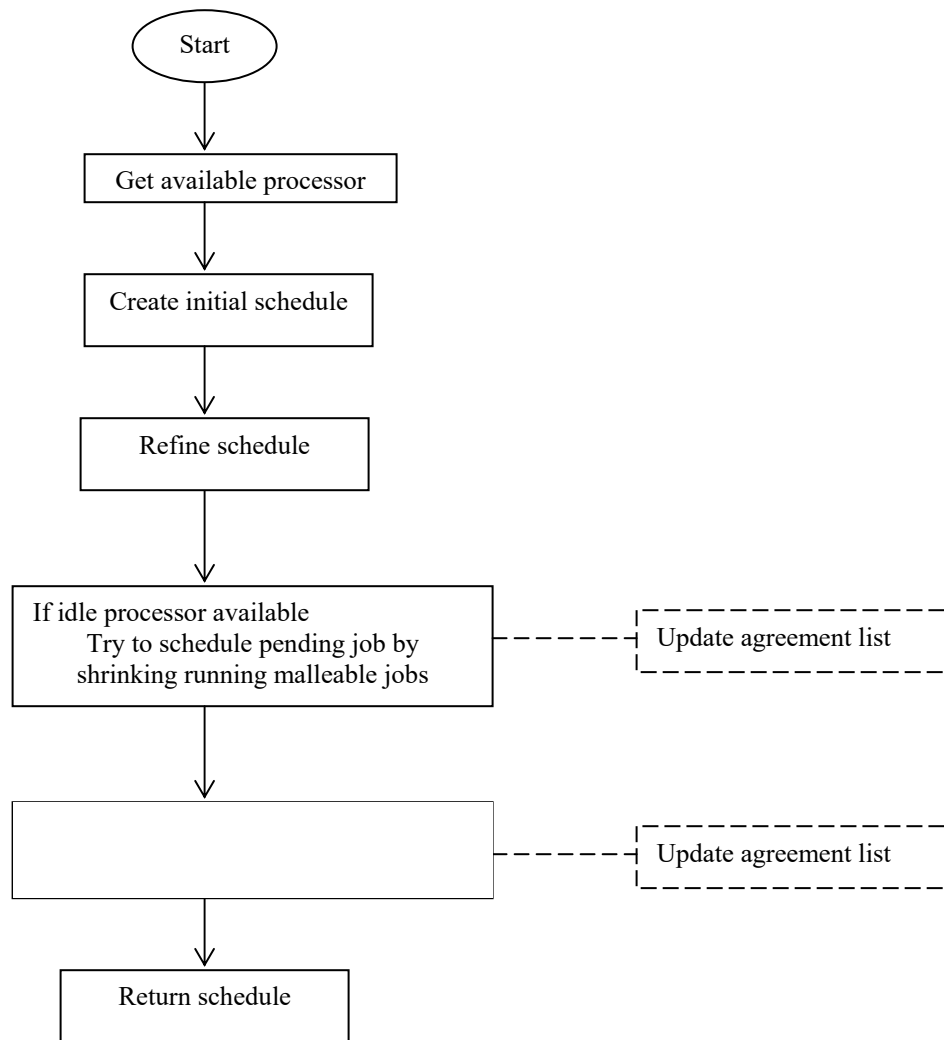 Start
Get available processor
Create initial schedule
Refine schedule
If idle processor available
Try to schedule pending job by
shrinking running malleable jobs
Update agreement list
Update agreement list
Return schedule